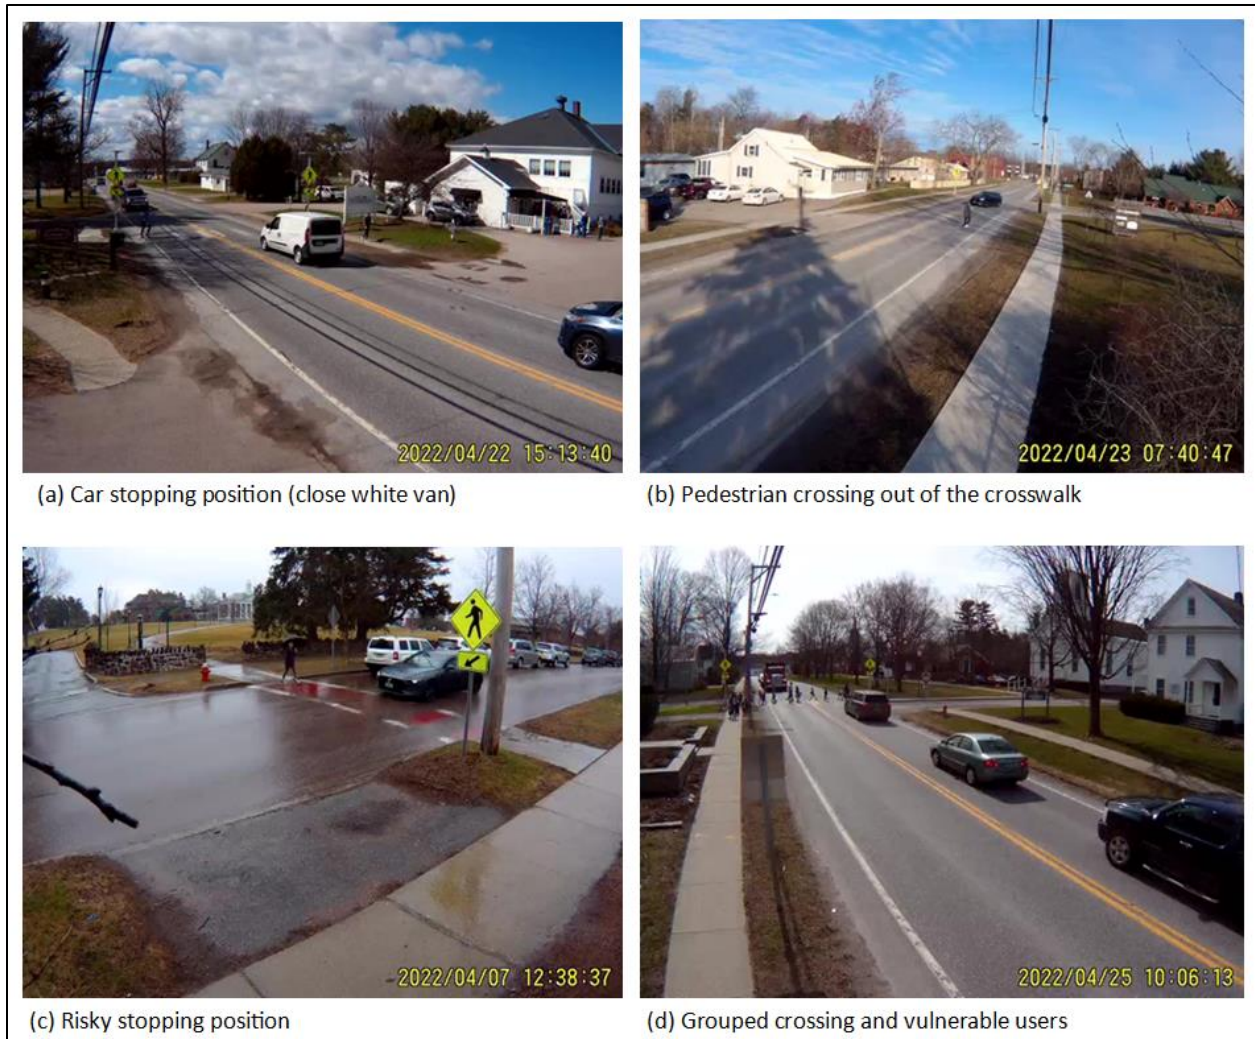 2022/04/22 15:13:40
(a) Car stopping position (close white van)
2022/04/23 07:40:47
(b) Pedestrian crossing out of the crosswalk
2022/04/07 12:38:37
(c) Risky stopping position
2022/04/25 10:06:13
(d) Grouped crossing and vulnerable users